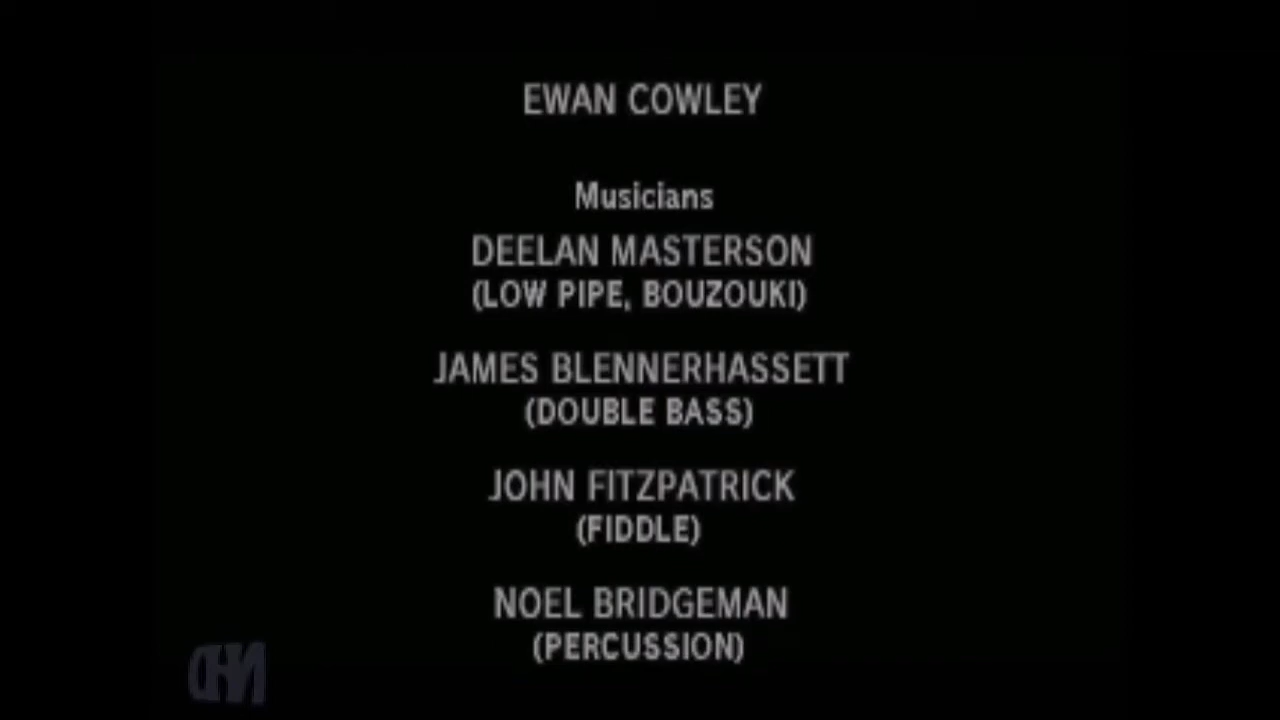 EWAN COWLEY
Musicians
DEELAN MASTERSON
(LOW PIPE, BOUZOUKI)
JAMES BLENNERHASSETT
(DOUBLE BASS)
JOHN FITZPATRICK
(FIDDLE)
NOEL BRIDGEMAN
(PERCUSSION)